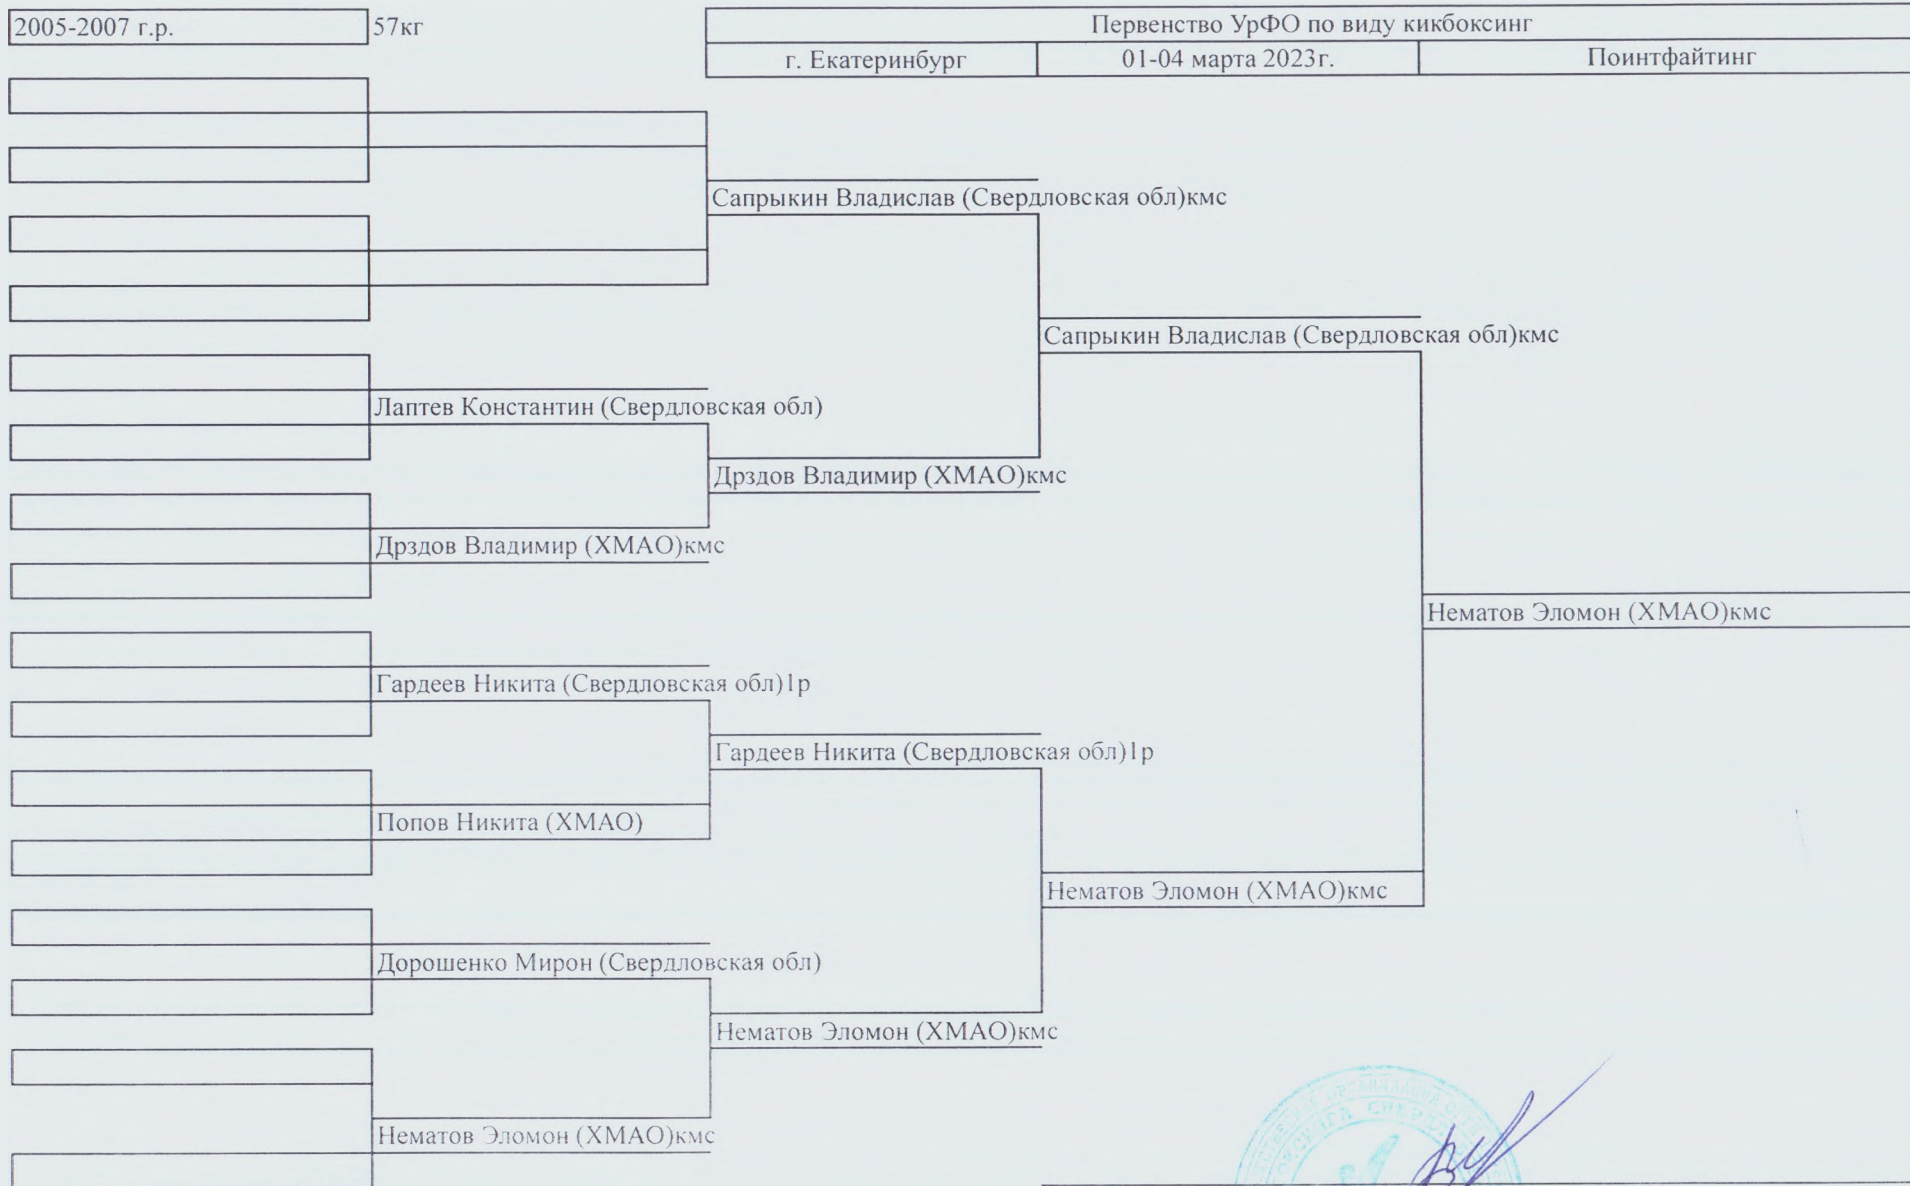 2005-2007 г.р. 57кг
Первенство УрФО по виду кикбоксинг
г. Екатеринбург 01-04 марта 2023г. Поинтфайтинг
Сапрыкин Владислав (Свердловская обл)кмс
Сапрыкин Владислав (Свердловская обл)кмс
Лаптев Константин (Свердловская обл)
Дрздов Владимир (ХМАО)кмс
Дрздов Владимир (ХМАО)кмс
Нематов Эломон (ХМАО)кмс
Гардеев Никита (Свердловская обл)1р
Гардеев Никита (Свердловская обл)1р
Попов Никита (ХМАО)
Нематов Эломон (ХМАО)кмс
Дорошенко Мирон (Свердловская обл)
Нематов Эломон (ХМАО)кмс
Нематов Эломон (ХМАО)кмс